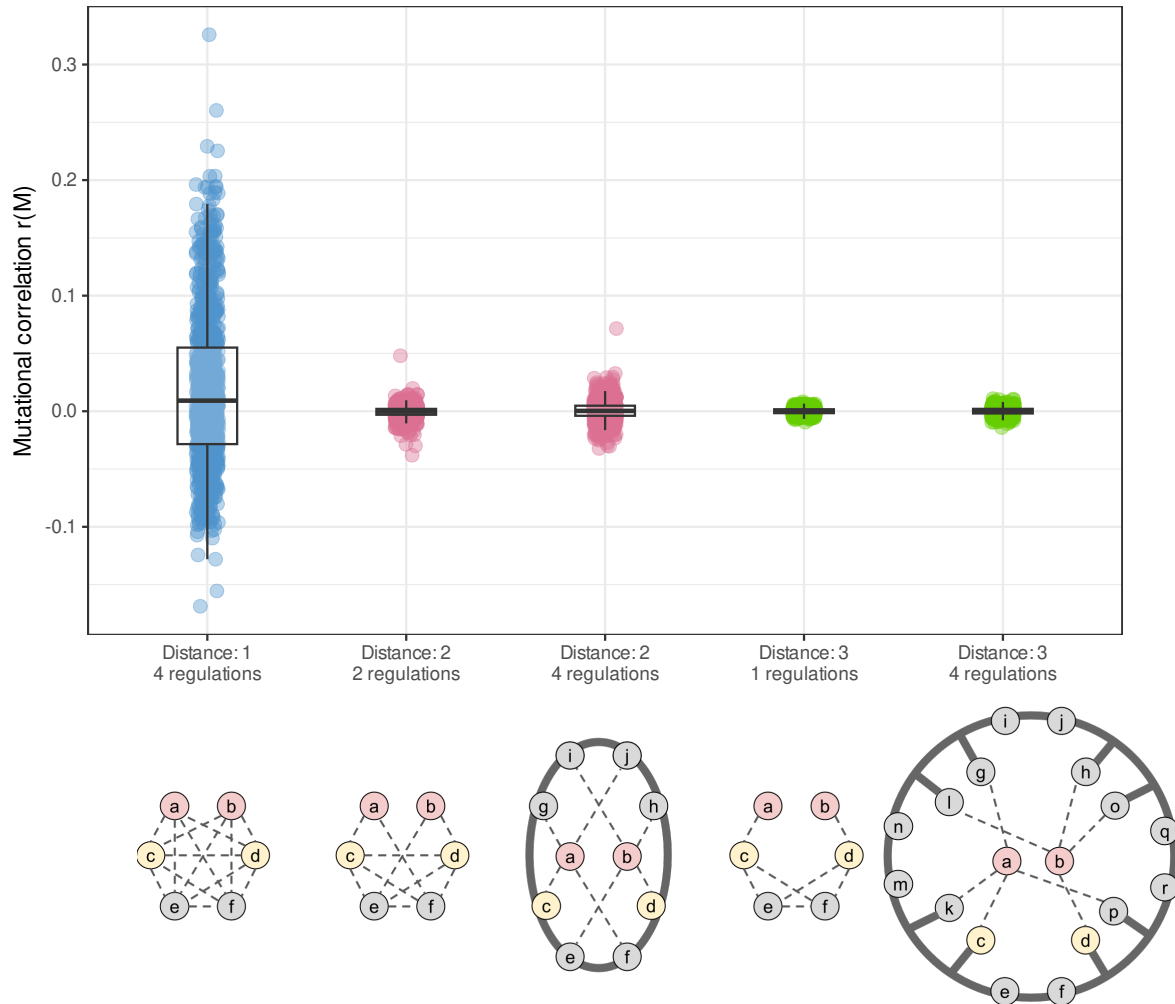 Mutational correlation r(M)
0.3
0.2
0.1
0.0
-0.1
Distance: 1
4 regulations
Distance: 2
2 regulations
Distance: 2
4 regulations
Distance: 3
1 regulations
Distance: 3
4 regulations
a b
c d
e f
a b
c d
e f
i j
g h
a b
c d
e f
a b
c d
e f
i j
g h
l o
n q
a b
m r
k p
c d
e f